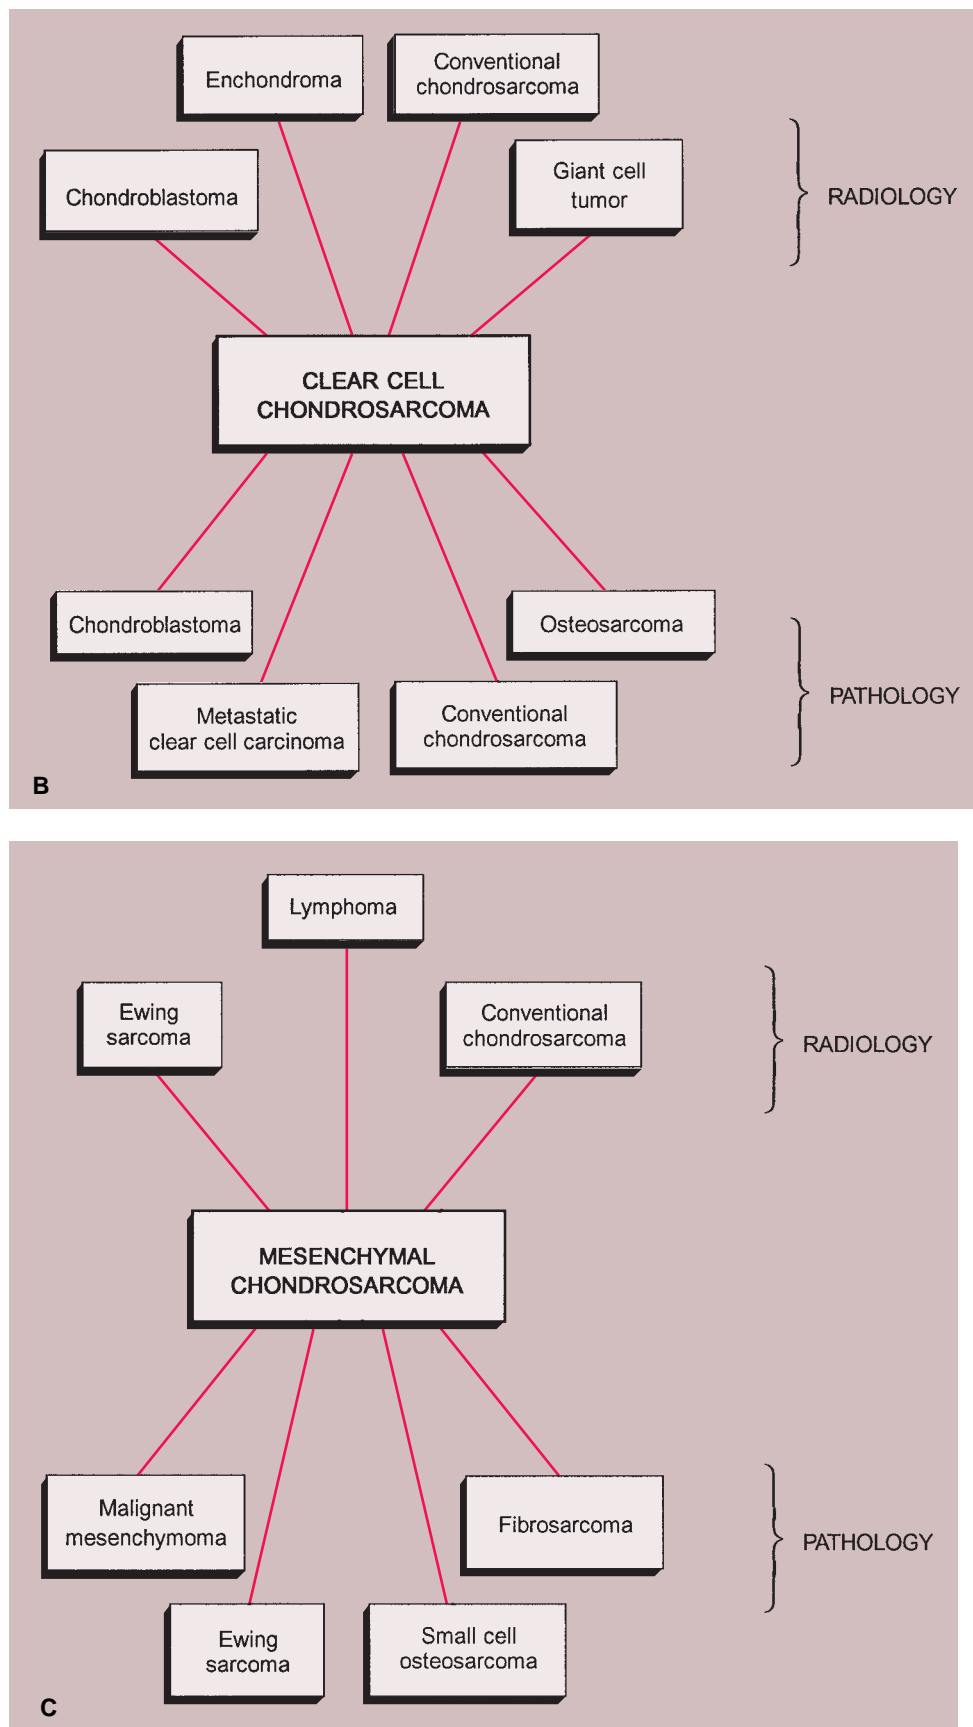 Enchondroma
Conventional
chondrosarcoma
Chondroblastoma
Giant cell
tumor
RADIOLOGY
CLEAR CELL
CHONDROSARCOMA
Chondroblastoma
Osteosarcoma
Metastatic
clear cell carcinoma
Conventional
chondrosarcoma
PATHOLOGY
B
Lymphoma
Ewing
sarcoma
Conventional
chondrosarcoma
RADIOLOGY
MESENCHYMAL
CHONDROSARCOMA
Malignant
mesenchymoma
Fibrosarcoma
PATHOLOGY
Ewing
sarcoma
Small cell
osteosarcoma
C